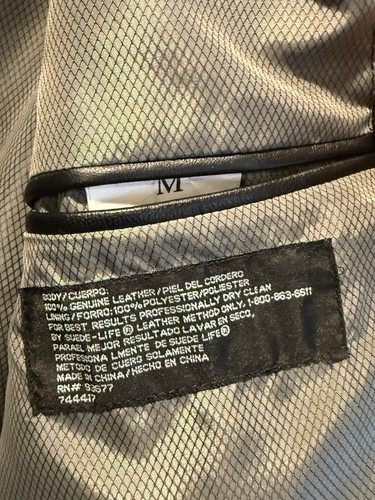 M
BODY/CUERPO:
100% GENUINE LEATHER/PIEL DEL CORDERO
LINING/FORRO: 100% POLYESTER/POLIESTER
FOR BEST RESULTS PROFESSIONALLY DRY CLEAN
BY SUEDE-LIFE® LEATHER METHOD ONLY. 1-800-863-6511
PARAEL MEJOR RESULTADO LAVAR EN SECO,
PROFESIONA LMENTE DE SUEDE LIFE®
METODO DE CUERO SOLAMENTE
MADE IN CHINA/HECHO EN CHINA
RN# 93677
744417